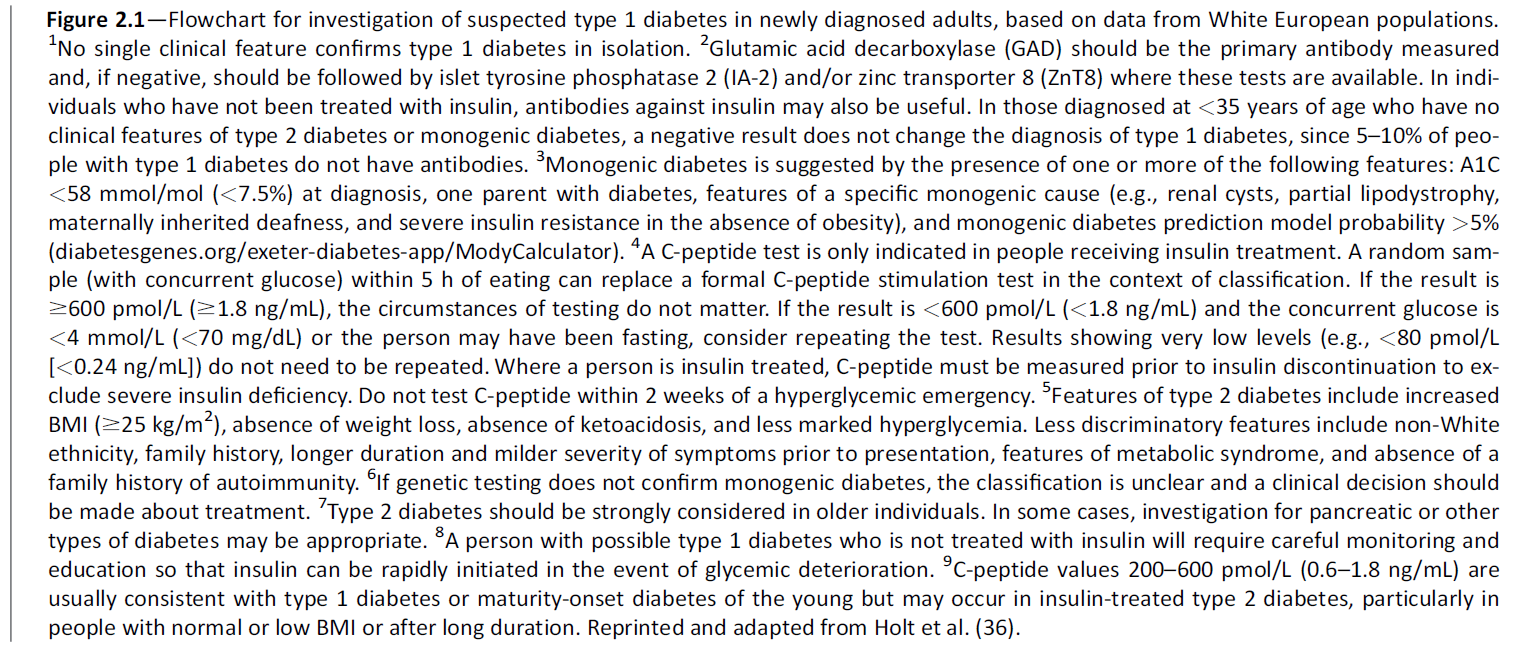 Figure 2.1—Flowchart for investigation of suspected type 1 diabetes in newly diagnosed adults, based on data from White European populations.
¹No single clinical feature confirms type 1 diabetes in isolation. ²Glutamic acid decarboxylase (GAD) should be the primary antibody measured
and, if negative, should be followed by islet tyrosine phosphatase 2 (IA-2) and/or zinc transporter 8 (ZnT8) where these tests are available. In indi-
viduals who have not been treated with insulin, antibodies against insulin may also be useful. In those diagnosed at <35 years of age who have no
clinical features of type 2 diabetes or monogenic diabetes, a negative result does not change the diagnosis of type 1 diabetes, since 5–10% of peo-
ple with type 1 diabetes do not have antibodies. ³Monogenic diabetes is suggested by the presence of one or more of the following features: A1C
<58 mmol/mol (<7.5%) at diagnosis, one parent with diabetes, features of a specific monogenic cause (e.g., renal cysts, partial lipodystrophy,
maternally inherited deafness, and severe insulin resistance in the absence of obesity), and monogenic diabetes prediction model probability >5%
(diabetesgenes.org/exeter-diabetes-app/ModyCalculator). ⁴A C-peptide test is only indicated in people receiving insulin treatment. A random sam-
ple (with concurrent glucose) within 5 h of eating can replace a formal C-peptide stimulation test in the context of classification. If the result is
≥600 pmol/L (≥1.8 ng/mL), the circumstances of testing do not matter. If the result is <600 pmol/L (<1.8 ng/mL) and the concurrent glucose is
<4 mmol/L (<70 mg/dL) or the person may have been fasting, consider repeating the test. Results showing very low levels (e.g., <80 pmol/L
[<0.24 ng/mL]) do not need to be repeated. Where a person is insulin treated, C-peptide must be measured prior to insulin discontinuation to ex-
clude severe insulin deficiency. Do not test C-peptide within 2 weeks of a hyperglycemic emergency. ⁵Features of type 2 diabetes include increased
BMI (≥25 kg/m²), absence of weight loss, absence of ketoacidosis, and less marked hyperglycemia. Less discriminatory features include non-White
ethnicity, family history, longer duration and milder severity of symptoms prior to presentation, features of metabolic syndrome, and absence of a
family history of autoimmunity. ⁶If genetic testing does not confirm monogenic diabetes, the classification is unclear and a clinical decision should
be made about treatment. ⁷Type 2 diabetes should be strongly considered in older individuals. In some cases, investigation for pancreatic or other
types of diabetes may be appropriate. ⁸A person with possible type 1 diabetes who is not treated with insulin will require careful monitoring and
education so that insulin can be rapidly initiated in the event of glycemic deterioration. ⁹C-peptide values 200–600 pmol/L (0.6–1.8 ng/mL) are
usually consistent with type 1 diabetes or maturity-onset diabetes of the young but may occur in insulin-treated type 2 diabetes, particularly in
people with normal or low BMI or after long duration. Reprinted and adapted from Holt et al. (36).